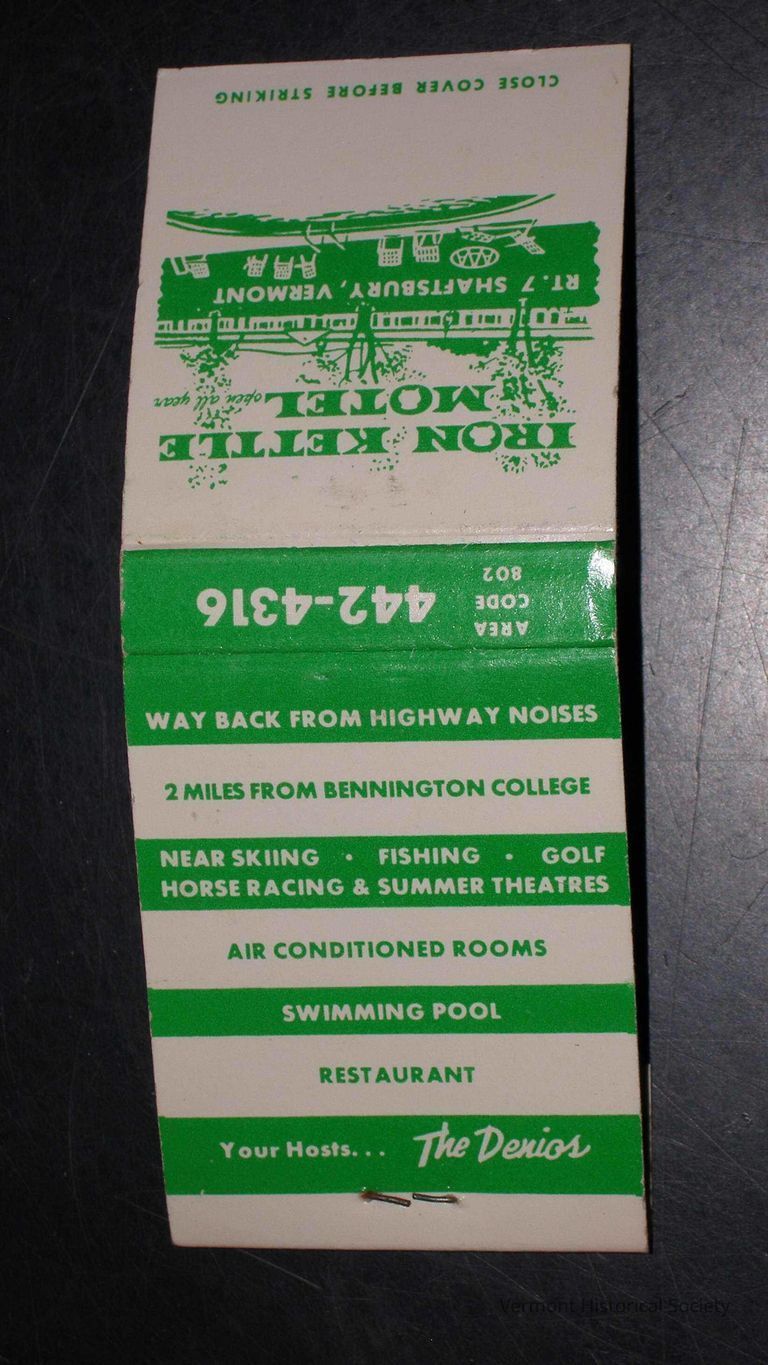 CLOSE COVER BEFORE STRIKING
IRON KETTLE
MOTEL open all year
RT. 7 SHAFTSBURY, VERMONT
AREA
CODE
802
442-4316
WAY BACK FROM HIGHWAY NOISES
2 MILES FROM BENNINGTON COLLEGE
NEAR SKIING • FISHING • GOLF
HORSE RACING & SUMMER THEATRES
AIR CONDITIONED ROOMS
SWIMMING POOL
RESTAURANT
Your Hosts... The Denios
Vermont Historical Society